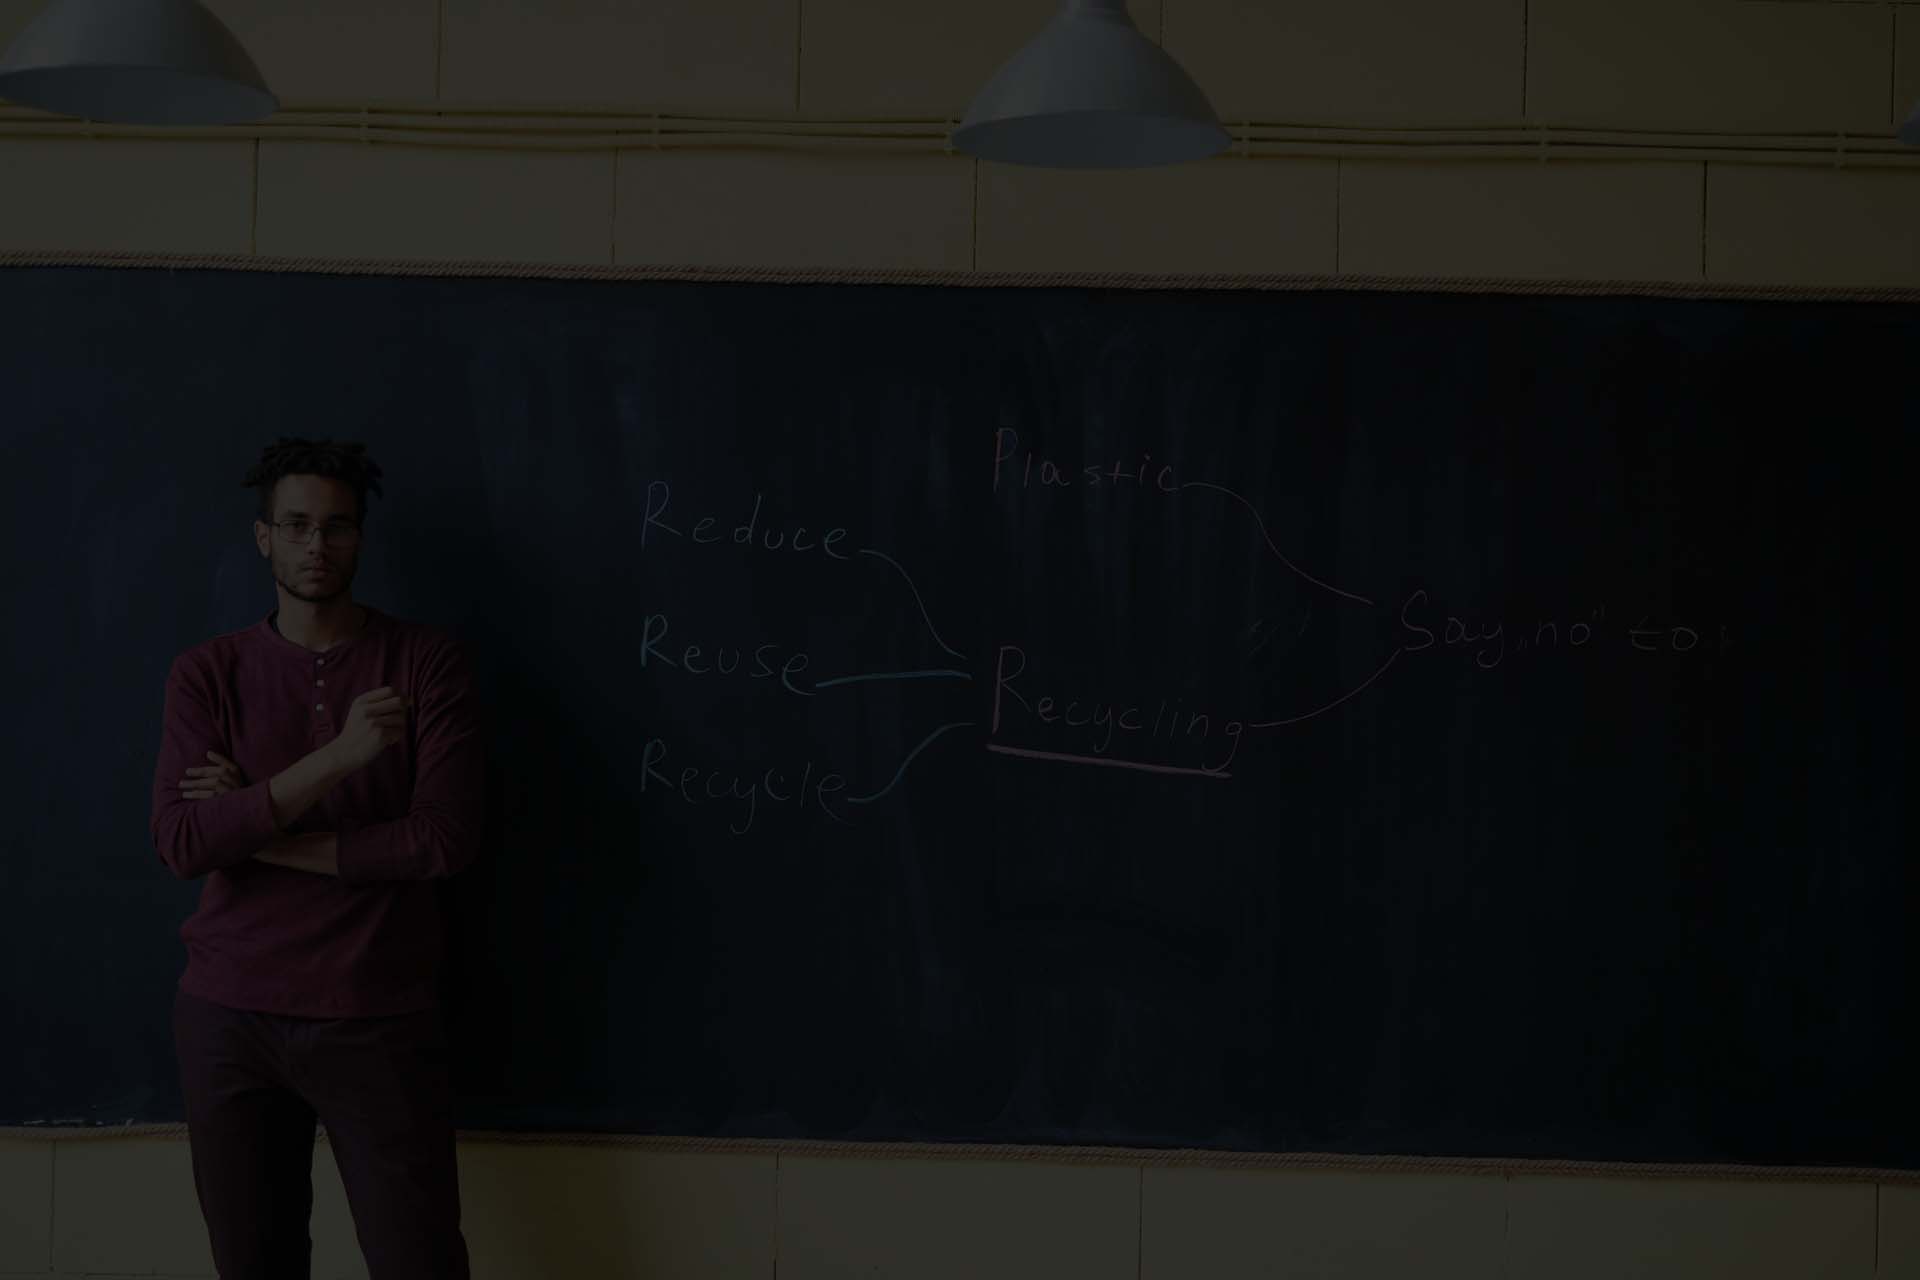 Plastic
Reduce
Say „no" to:
Reuse
Recycling
Recycle